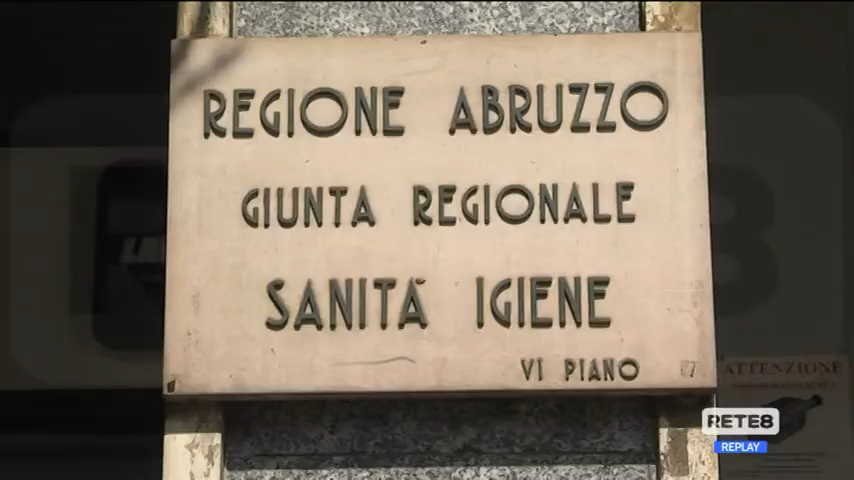 REGIONE ABRUZZO
GIUNTA REGIONALE
SANITÀ IGIENE
VI PIANO
ATTENZIONE
RETE8
REPLAY